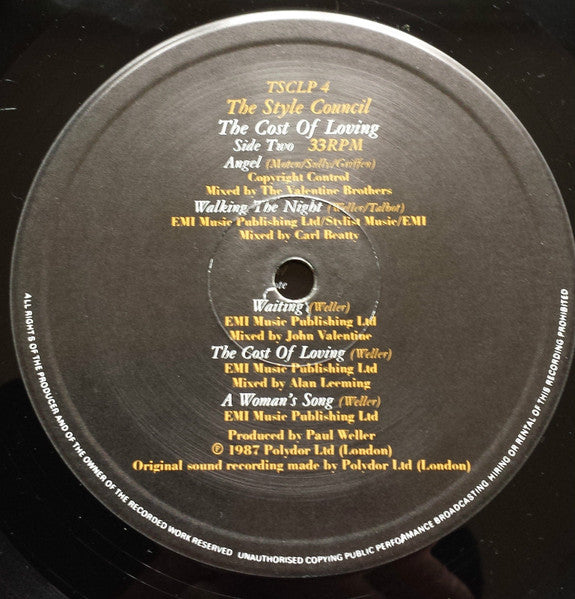 TSCLP 4
The Style Council
The Cost Of Loving
Side Two 33RPM
Angel (Moten/Sully/Griffen)
Copyright Control
Mixed by The Valentine Brothers
Walking The Night (Weller/Talbot)
EMI Music Publishing Ltd/Stylist Music/EMI
Mixed by Carl Beatty
Waiting (Weller)
EMI Music Publishing Ltd
Mixed by John Valentine
The Cost Of Loving (Weller)
EMI Music Publishing Ltd
Mixed by Alan Leeming
A Woman's Song (Weller)
EMI Music Publishing Ltd
Produced by Paul Weller
℗ 1987 Polydor Ltd (London)
Original sound recording made by Polydor Ltd (London)
ALL RIGHTS OF THE PRODUCER AND OF THE OWNER OF THE RECORDED WORK RESERVED UNAUTHORISED COPYING PUBLIC PERFORMANCE BROADCASTING HIRING OR RENTAL OF THIS RECORDING PROHIBITED